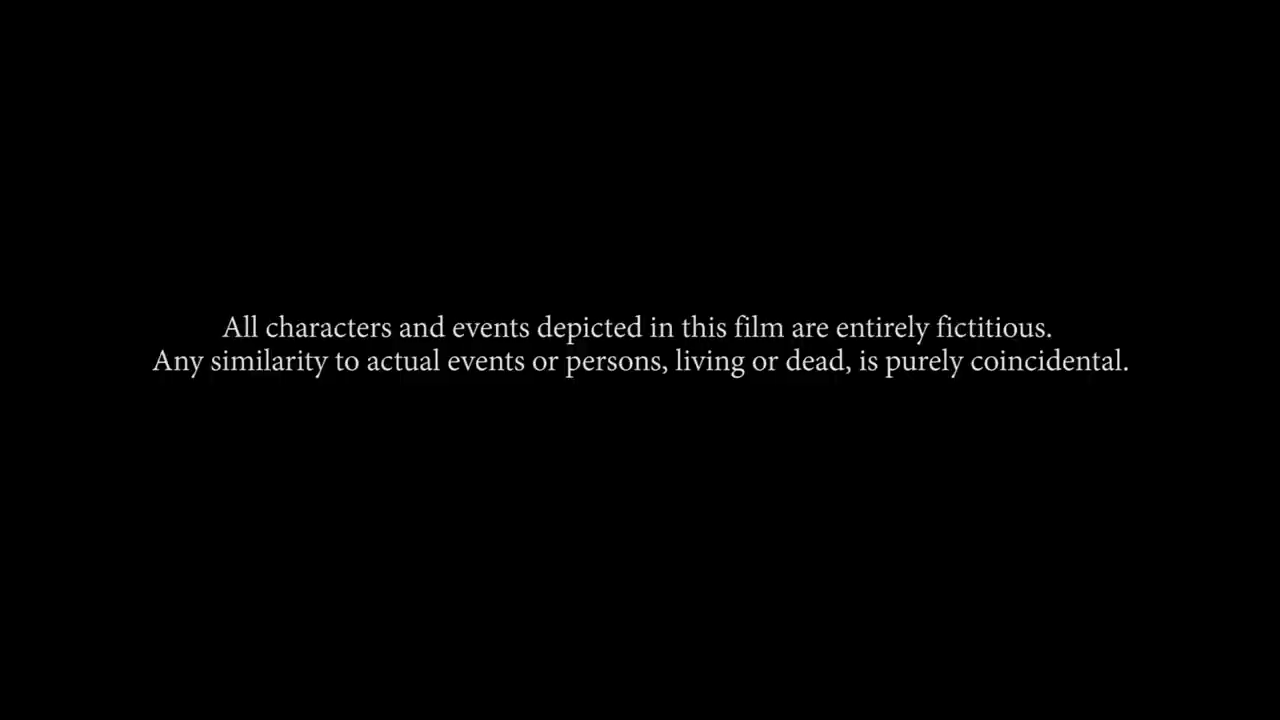 All characters and events depicted in this film are entirely fictitious.
Any similarity to actual events or persons, living or dead, is purely coincidental.